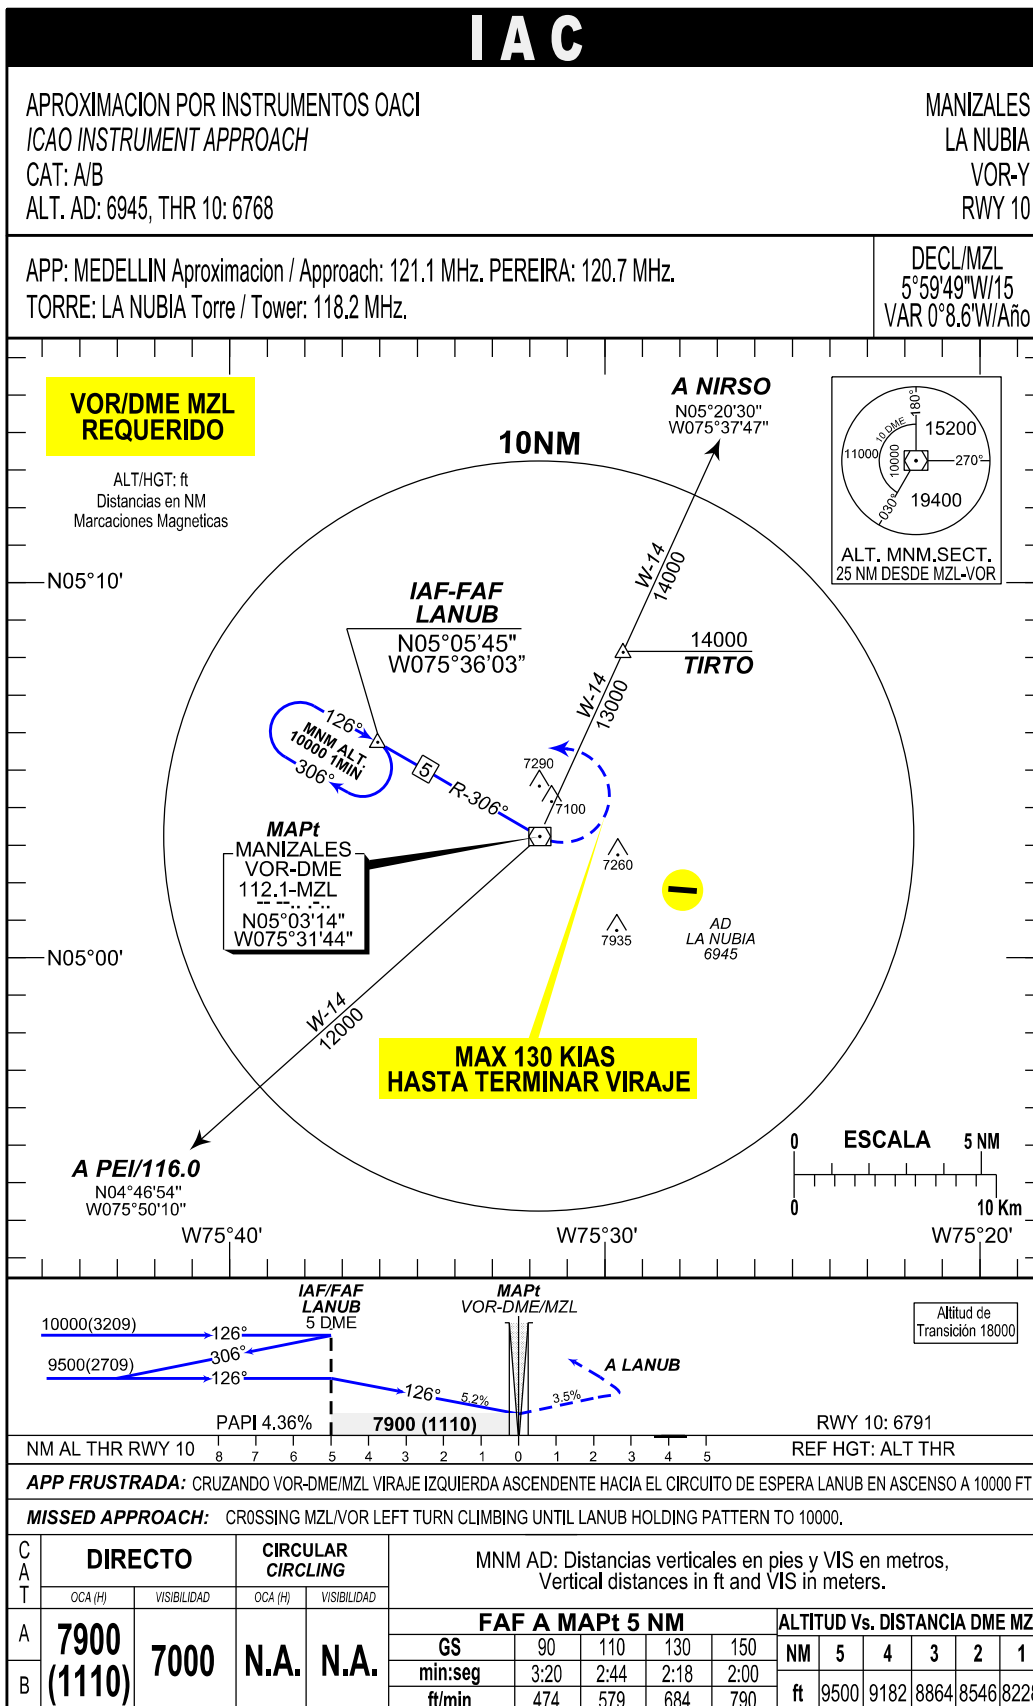 IAC
APROXIMACION POR INSTRUMENTOS OACI
ICAO INSTRUMENT APPROACH
CAT: A/B
ALT. AD: 6945, THR 10: 6768
MANIZALES
LA NUBIA
VOR-Y
RWY 10
APP: MEDELLIN Aproximacion / Approach: 121.1 MHz. PEREIRA: 120.7 MHz.
TORRE: LA NUBIA Torre / Tower: 118.2 MHz.
DECL/MZL
5°59'49"W/15
VAR 0°8.6'W/Año
VOR/DME MZL
REQUERIDO
ALT/HGT: ft
Distancias en NM
Marcaciones Magneticas
10NM
A NIRSO
N05°20'30"
W075°37'47"
180°
10 DME
15200
11000
10000
270°
030°
19400
ALT. MNM.SECT.
25 NM DESDE MZL-VOR
N05°10'
IAF-FAF
LANUB
N05°05'45"
W075°36'03"
W-14
14000
14000
TIRTO
W-14
13000
126°
MNM ALT.
10000 1MIN
306°
5
R-306°
7290
7100
7260
7935
MAPt
MANIZALES
VOR-DME
112.1-MZL
-- --.. .-..
N05°03'14"
W075°31'44"
AD
LA NUBIA
6945
N05°00'
W-14
12000
MAX 130 KIAS
HASTA TERMINAR VIRAJE
A PEI/116.0
N04°46'54"
W075°50'10"
0 ESCALA 5 NM
0 10 Km
W75°40' W75°30' W75°20'
IAF/FAF
LANUB
5 DME
MAPt
VOR-DME/MZL
Altitud de
Transición 18000
10000(3209)
126°
306°
9500(2709)
126°
126°
5.2%
3.5%
A LANUB
PAPI 4.36%
7900 (1110)
RWY 10: 6791
NM AL THR RWY 10 8 7 6 5 4 3 2 1 0 1 2 3 4 5 REF HGT: ALT THR
APP FRUSTRADA: CRUZANDO VOR-DME/MZL VIRAJE IZQUIERDA ASCENDENTE HACIA EL CIRCUITO DE ESPERA LANUB EN ASCENSO A 10000 FT
MISSED APPROACH: CROSSING MZL/VOR LEFT TURN CLIMBING UNTIL LANUB HOLDING PATTERN TO 10000.
CAT
DIRECTO
OCA (H) VISIBILIDAD
CIRCULAR
CIRCLING
OCA (H) VISIBILIDAD
MNM AD: Distancias verticales en pies y VIS en metros,
Vertical distances in ft and VIS in meters.
A
B
7900
(1110)
7000
N.A. N.A.
FAF A MAPt 5 NM
GS 90 110 130 150
min:seg 3:20 2:44 2:18 2:00
ft/min 474 579 684 790
ALTITUD Vs. DISTANCIA DME MZ
NM 5 4 3 2 1
ft 9500 9182 8864 8546